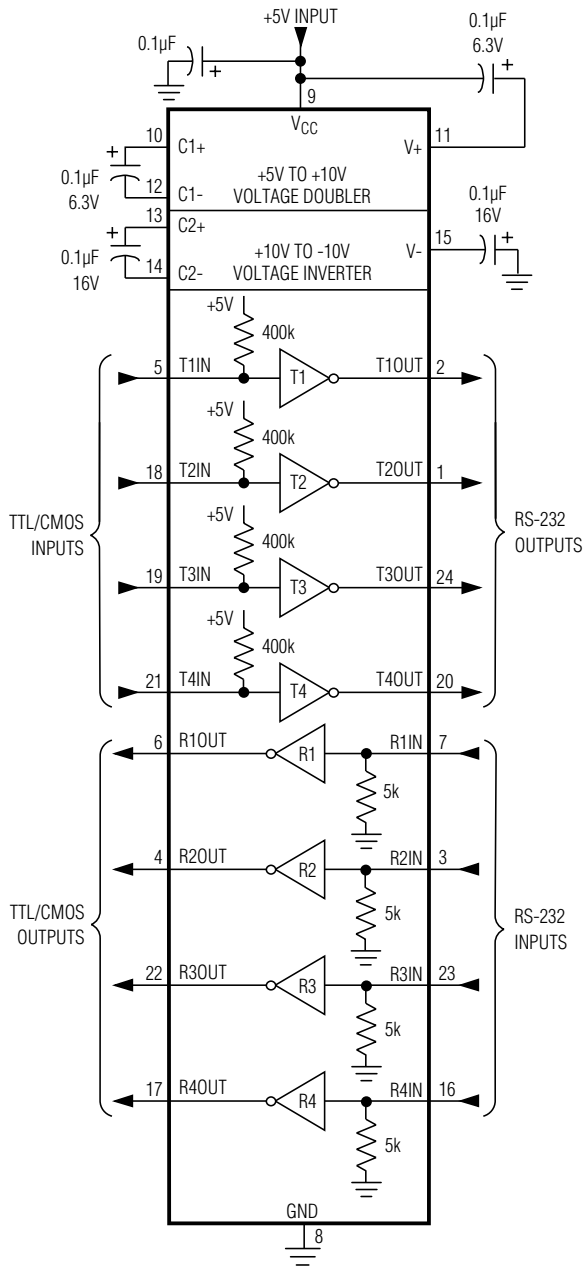 +5V INPUT
0.1µF
+
0.1µF
6.3V
+
9
VCC
10
C1+
11
V+
+
0.1µF
6.3V
12
C1-
+5V TO +10V
VOLTAGE DOUBLER
13
C2+
+
0.1µF
16V
14
C2-
+10V TO -10V
VOLTAGE INVERTER
15
V-
0.1µF
16V
+
+5V
400k
5
T1IN
T1
T1OUT
2
+5V
400k
18
T2IN
T2
T2OUT
1
TTL/CMOS
INPUTS
RS-232
OUTPUTS
+5V
400k
19
T3IN
T3
T3OUT
24
+5V
400k
21
T4IN
T4
T4OUT
20
6
R1OUT
R1
R1IN
7
5k
4
R2OUT
R2
R2IN
3
5k
TTL/CMOS
OUTPUTS
RS-232
INPUTS
22
R3OUT
R3
R3IN
23
5k
17
R4OUT
R4
R4IN
16
5k
GND
8